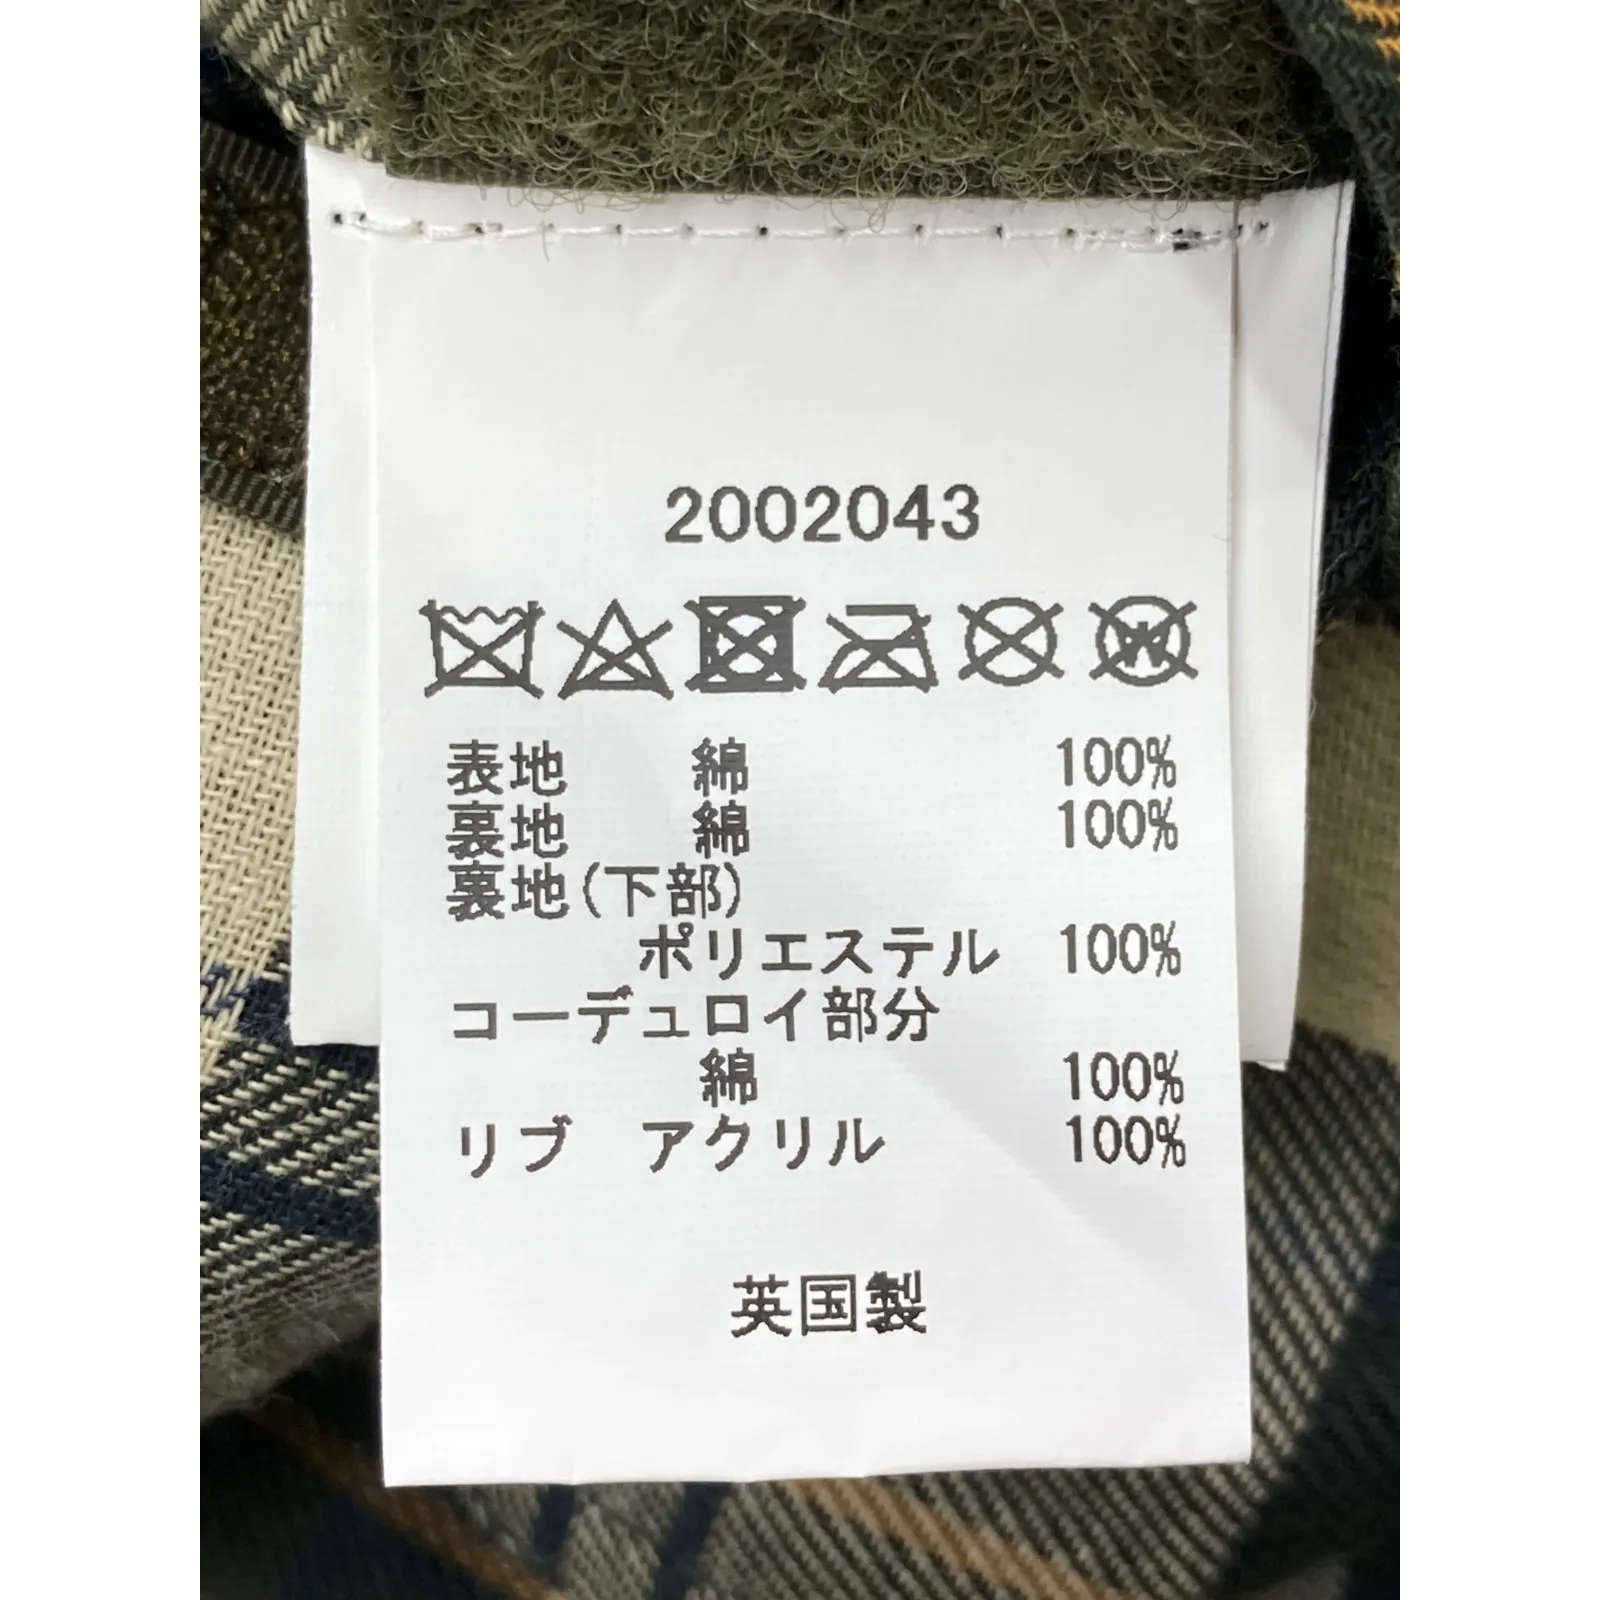 2002043
表地 綿 100%
裏地 綿 100%
裏地(下部)
ポリエステル 100%
コーデュロイ部分
綿 100%
リブ アクリル 100%
英国製